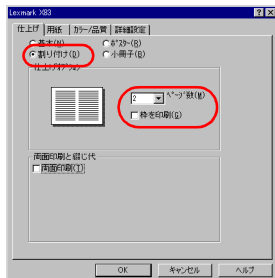 Lexmark X83
仕上げ 用紙 カラー/品質 詳細設定
基本(N) ポスター(R)
割り付け(D) 小冊子(B)
仕上げオプション
2 ページ数(M)
枠を印刷(G)
両面印刷と綴じ代
両面印刷(I)
OK キャンセル ヘルプ